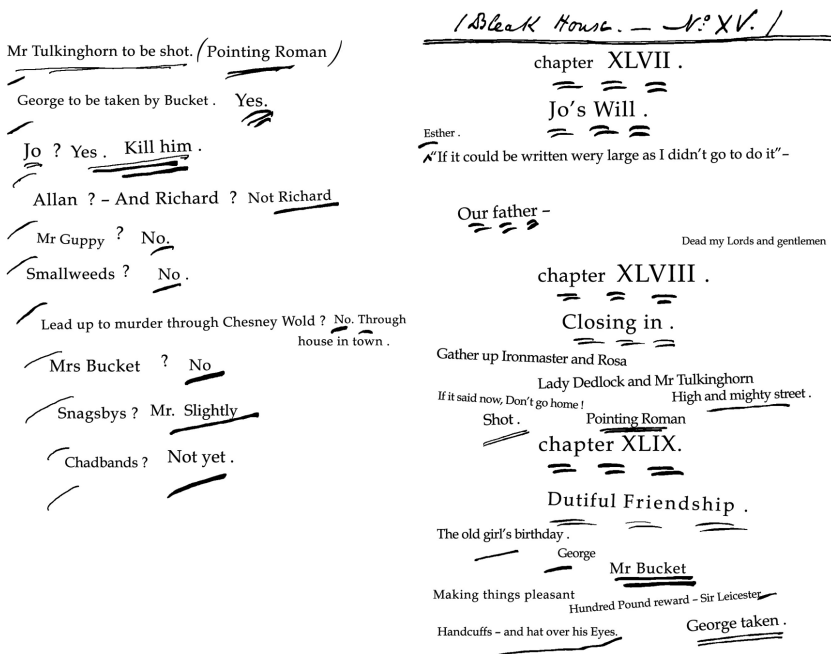 Mr Tulkinghorn to be shot. (Pointing Roman)
George to be taken by Bucket . Yes.
Jo ? Yes . Kill him .
Allan ? – And Richard ? Not Richard
Mr Guppy ? No.
Smallweeds ? No .
Lead up to murder through Chesney Wold ? No. Through
house in town .
Mrs Bucket ? No
Snagsbys ? Mr. Slightly
Chadbands ? Not yet .
(Bleak House. — No. XV.)
chapter XLVII .
Jo's Will .
Esther .
"If it could be written wery large as I didn't go to do it"–
Our father –
Dead my Lords and gentlemen
chapter XLVIII .
Closing in .
Gather up Ironmaster and Rosa
Lady Dedlock and Mr Tulkinghorn
If it said now, Don't go home ! High and mighty street .
Shot . Pointing Roman
chapter XLIX.
Dutiful Friendship .
The old girl's birthday .
George
Mr Bucket
Making things pleasant
Hundred Pound reward – Sir Leicester
Handcuffs – and hat over his Eyes. George taken .